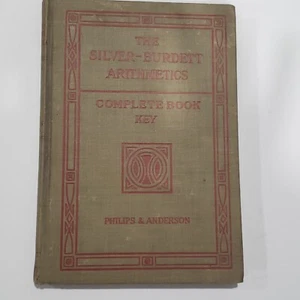 THE
SILVER-BURDETT
ARITHMETICS
COMPLETE BOOK
KEY
PHILIPS & ANDERSON